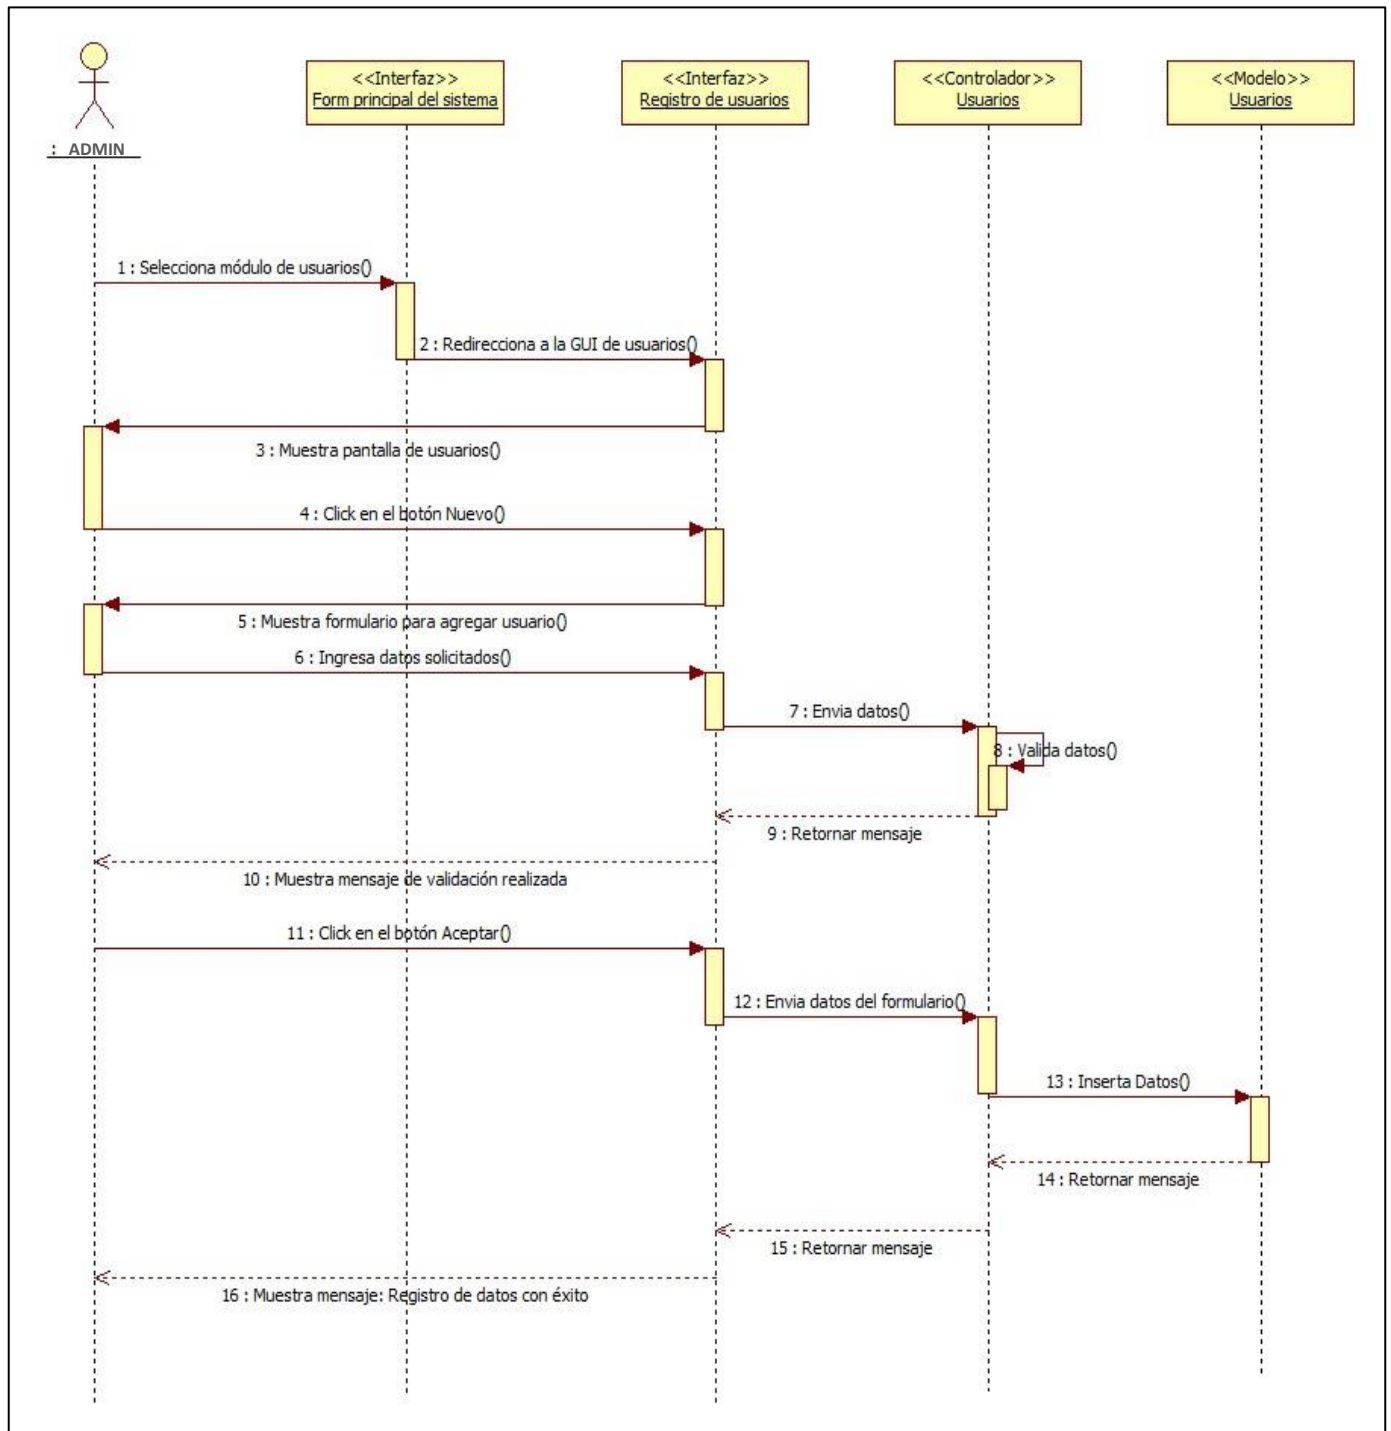 <<Interfaz>>
Form principal del sistema
<<Interfaz>>
Registro de usuarios
<<Controlador>>
Usuarios
<<Modelo>>
Usuarios
: ADMIN
1 : Selecciona módulo de usuarios()
2 : Redirecciona a la GUI de usuarios()
3 : Muestra pantalla de usuarios()
4 : Click en el botón Nuevo()
5 : Muestra formulario para agregar usuario()
6 : Ingresa datos solicitados()
7 : Envia datos()
8 : Valida datos()
9 : Retornar mensaje
10 : Muestra mensaje de validación realizada
11 : Click en el botón Aceptar()
12 : Envia datos del formulario()
13 : Inserta Datos()
14 : Retornar mensaje
15 : Retornar mensaje
16 : Muestra mensaje: Registro de datos con éxito